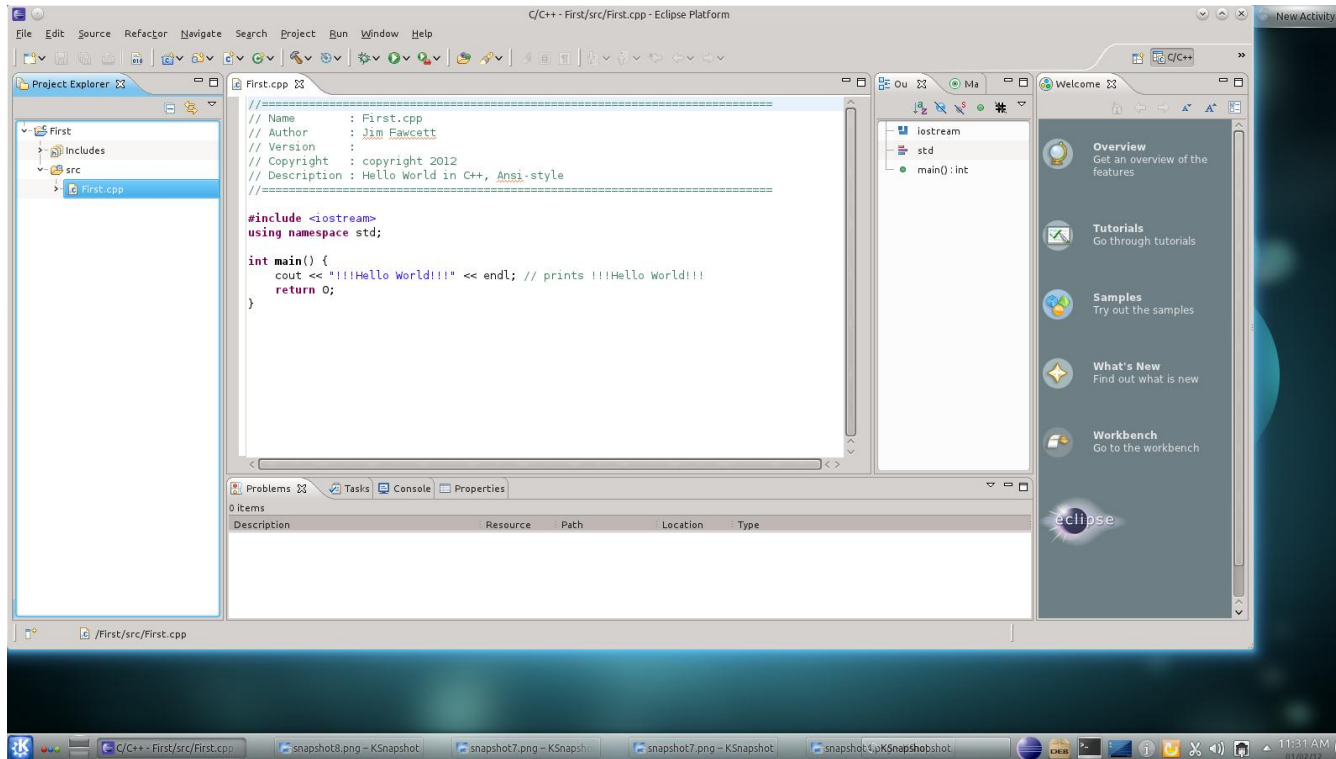 C/C++ - First/src/First.cpp - Eclipse Platform
New Activity
File Edit Source Refactor Navigate Search Project Run Window Help
C/C++
»
Project Explorer
First
Includes
src
First.cpp
First.cpp
//============================================================================
// Name        : First.cpp
// Author      : Jim Fawcett
// Version     :
// Copyright   : copyright 2012
// Description : Hello World in C++, Ansi-style
//============================================================================
#include <iostream>
using namespace std;
int main() {
    cout << "!!!Hello World!!!" << endl; // prints !!!Hello World!!!
    return 0;
}
Ou Ma
iostream
std
main() : int
Welcome
Overview
Get an overview of the
features
Tutorials
Go through tutorials
Samples
Try out the samples
What's New
Find out what is new
Workbench
Go to the workbench
eclipse
Problems Tasks Console Properties
0 items
Description Resource Path Location Type
/First/src/First.cpp
C/C++ - First/src/First.cpp
snapshot8.png – KSnapshot
snapshot7.png – KSnapsho
snapshot7.png – KSnapshot
DEB
11:31 AM
01/02/12